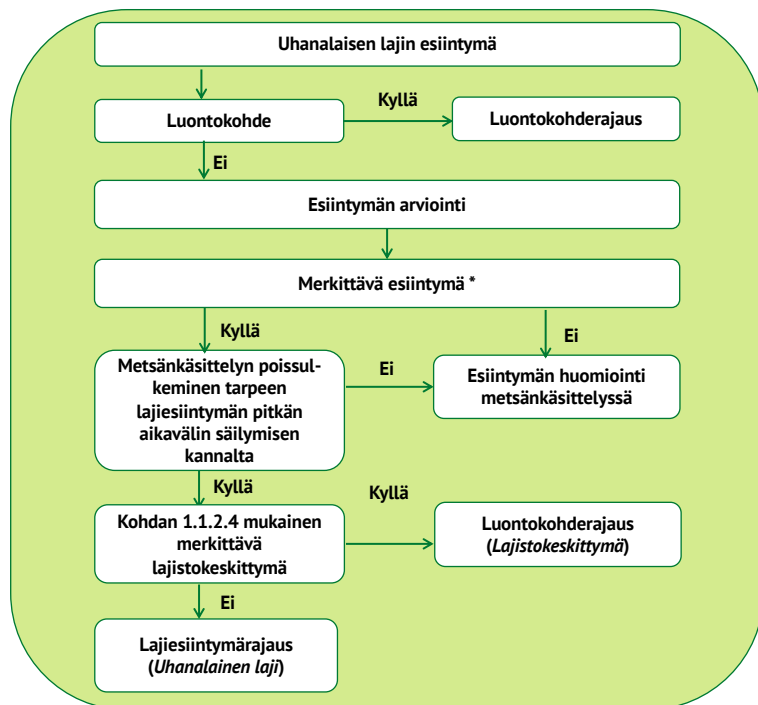 Uhanalaisen lajin esiintymä
Kyllä
Luontokohde
Luontokohderajaus
Ei
Esiintymän arviointi
Merkittävä esiintymä *
Kyllä
Ei
Metsänkäsittelyn poissul-
keminen tarpeen
lajiesiintymän pitkän
aikavälin säilymisen
kannalta
Ei
Esiintymän huomiointi
metsänkäsittelyssä
Kyllä
Kyllä
Kohdan 1.1.2.4 mukainen
merkittävä
lajistokeskittymä
Luontokohderajaus
(Lajistokeskittymä)
Ei
Lajiesiintymärajaus
(Uhanalainen laji)